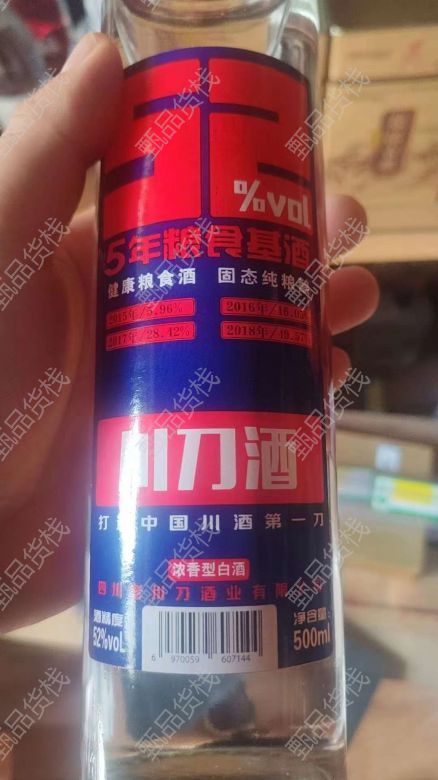 52
%vol
5年粮食基酒
健康粮食酒 固态纯粮
2015年/5.96% 2016年/16.05%
2017年/28.42% 2018年/49.57%
川刀酒
打造中国川酒第一刀
浓香型白酒
川刀酒业有限
酒精度
52%vol
净含量
500ml
6 970059 607144
甄品货栈